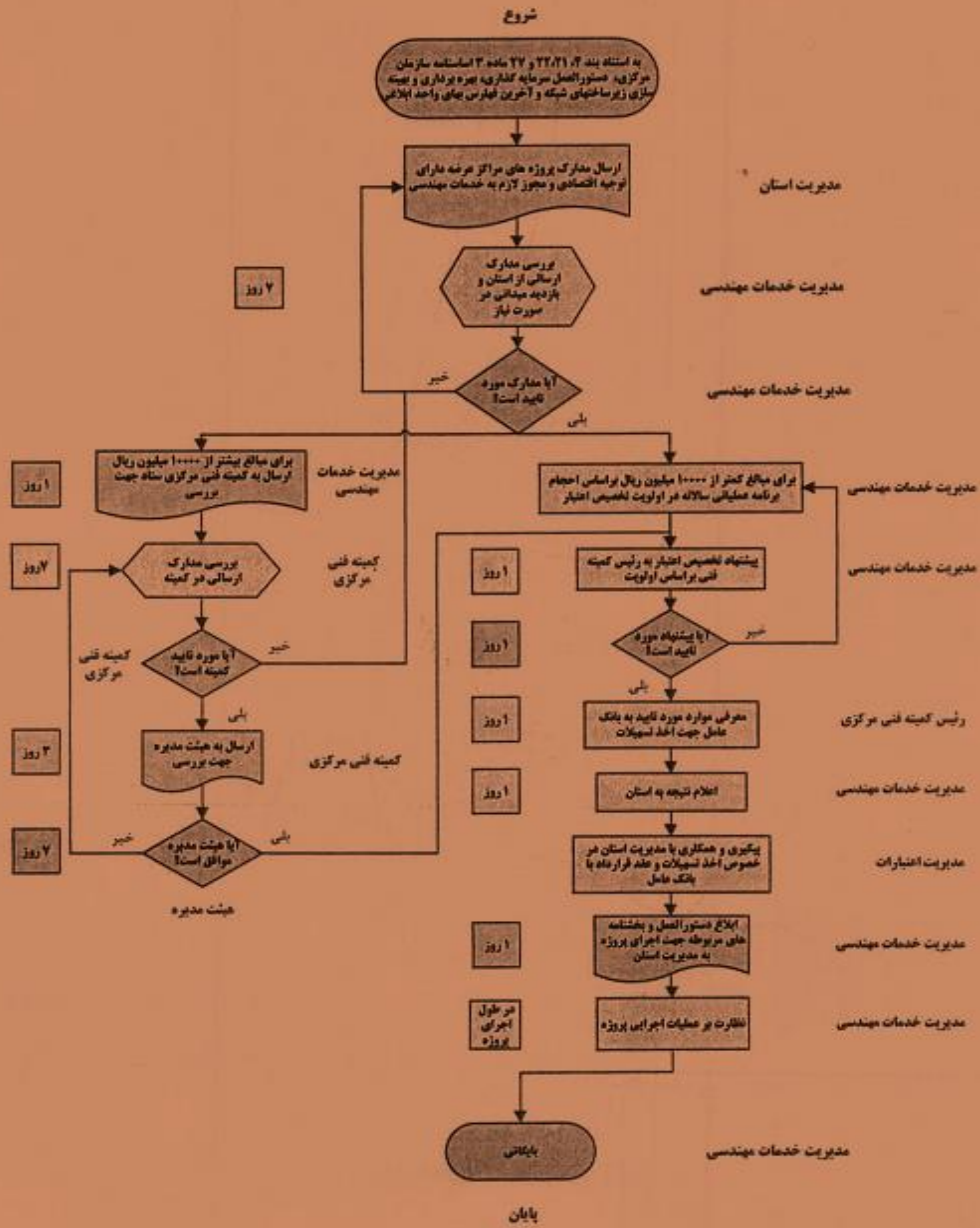 شروع
به استناد بند ۴، ۲۲،۲۱ و ۲۷ ماده ۳ اساسنامه سازمان
مرکزی، دستورالعمل سرمایه گذاری، بهره برداری و بهینه
سازی زیرساختهای شبکه و آخرین فهارس بهای واحد ابلاغی
ارسال مدارک پروژه های مراکز عرضه دارای
توجیه اقتصادی و مجوز لازم به خدمات مهندسی
مدیریت استان
بررسی مدارک
ارسالی از استان و
بازدید میدانی در
صورت نیاز
مدیریت خدمات مهندسی
۷ روز
آیا مدارک مورد
تایید است؟
خیر
بلی
مدیریت خدمات مهندسی
برای مبالغ کمتر از ۱۰۰۰۰ میلیون ریال براساس احجام
برنامه عملیاتی سالانه در اولویت تخصیص اعتبار
مدیریت خدمات مهندسی
پیشنهاد تخصیص اعتبار به رئیس کمیته
فنی براساس اولویت
مدیریت خدمات مهندسی
۱ روز
آیا پیشنهاد مورد
تایید است؟
خیر
بلی
۱ روز
معرفی موارد مورد تایید به بانک
عامل جهت اخذ تسهیلات
رئیس کمیته فنی مرکزی
۱ روز
اعلام نتیجه به استان
مدیریت خدمات مهندسی
۱ روز
پیگیری و همکاری با مدیریت استان در
خصوص اخذ تسهیلات و عقد قرارداد با
بانک عامل
مدیریت اعتبارات
ابلاغ دستورالعمل و بخشنامه
های مربوطه جهت اجرای پروژه
به مدیریت استان
مدیریت خدمات مهندسی
۱ روز
نظارت بر عملیات اجرایی پروژه
مدیریت خدمات مهندسی
در طول
اجرای
پروژه
برای مبالغ بیشتر از ۱۰۰۰۰ میلیون ریال
ارسال به کمیته فنی مرکزی ستاد جهت
بررسی
مدیریت خدمات
مهندسی
۱ روز
بررسی مدارک
ارسالی در کمیته
کمیته فنی
مرکزی
۷روز
آیا مورد تایید
کمیته است؟
خیر
بلی
کمیته فنی
مرکزی
ارسال به هیئت مدیره
جهت بررسی
کمیته فنی مرکزی
۳ روز
آیا هیئت مدیره
موافق است؟
بلی
خیر
۷ روز
هیئت مدیره
بایگانی
مدیریت خدمات مهندسی
پایان